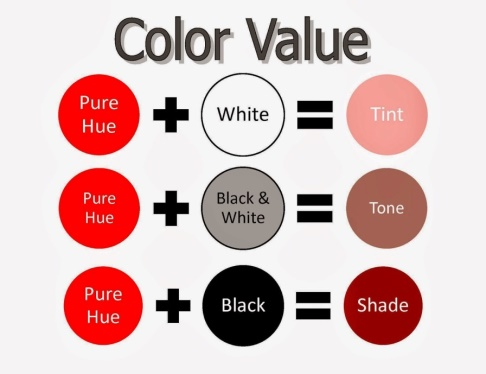 Color Value
Pure
Hue
+
White
=
Tint
Pure
Hue
+
Black &
White
=
Tone
Pure
Hue
+
Black
=
Shade